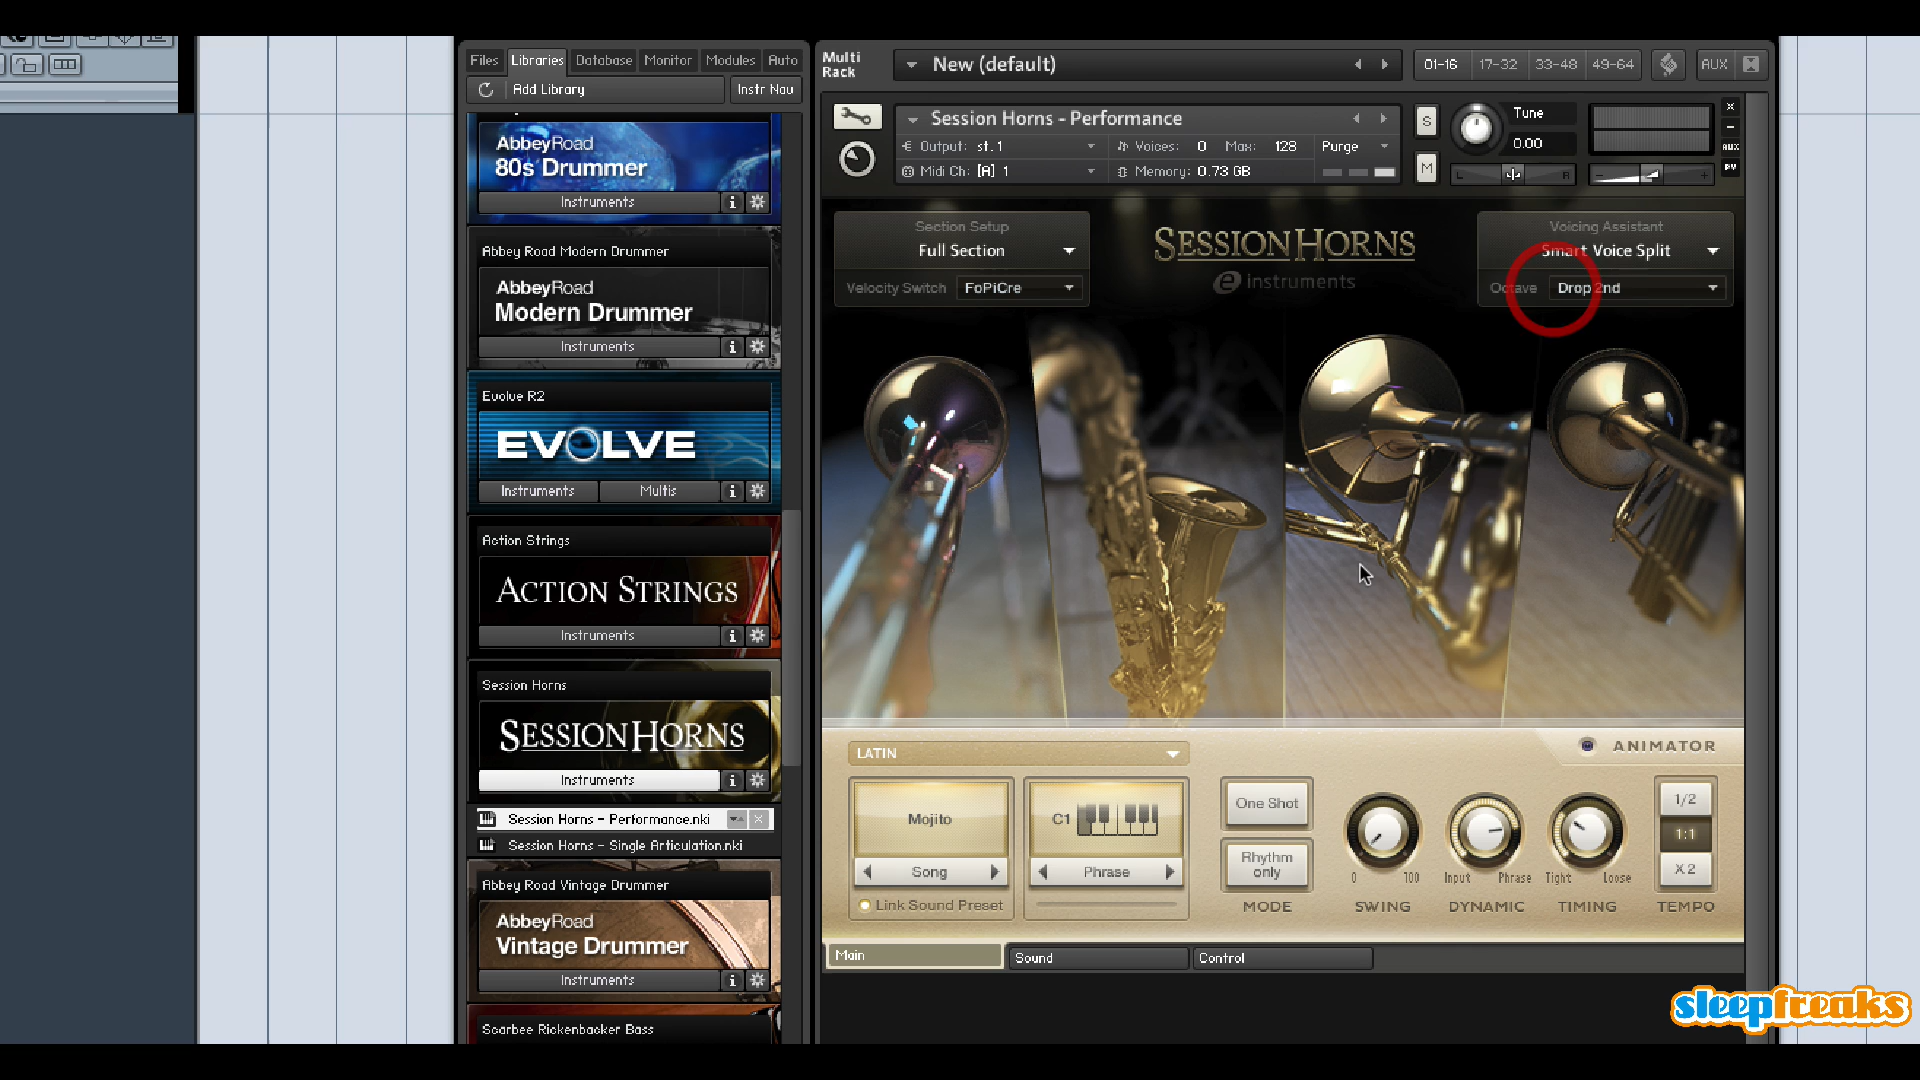 Files Libraries Database Monitor Modules Auto
Add Library Instr Nav
AbbeyRoad
80s Drummer
Instruments i
Abbey Road Modern Drummer
AbbeyRoad
Modern Drummer
Instruments i
Evolve R2
EVOLVE
Instruments Multis i
Action Strings
ACTION STRINGS
Instruments i
Session Horns
SESSION HORNS
Instruments i
Session Horns - Performance.nki
Session Horns - Single Articulation.nki
Abbey Road Vintage Drummer
AbbeyRoad
Vintage Drummer
Instruments i
Scarbee Rickenbacker Bass
Multi
Rack
New (default)
01-16 17-32 33-48 49-64 AUX
Session Horns - Performance
Output: st.1 Voices: 0 Max: 128 Purge
Midi Ch: [A] 1 Memory: 0.73 GB
S
M
Tune
0.00
L R
- +
AUX
PV
Section Setup
Full Section
Velocity Switch FoPiCre
SESSION HORNS
e instruments
Voicing Assistant
Smart Voice Split
Octave Drop 2nd
LATIN
ANIMATOR
Mojito
Song
Link Sound Preset
C1
Phrase
One Shot
Rhythm
only
MODE
0 100
SWING
Input Phrase
DYNAMIC
Tight Loose
TIMING
1/2
1:1
X 2
TEMPO
Main Sound Control
sleepfreaks